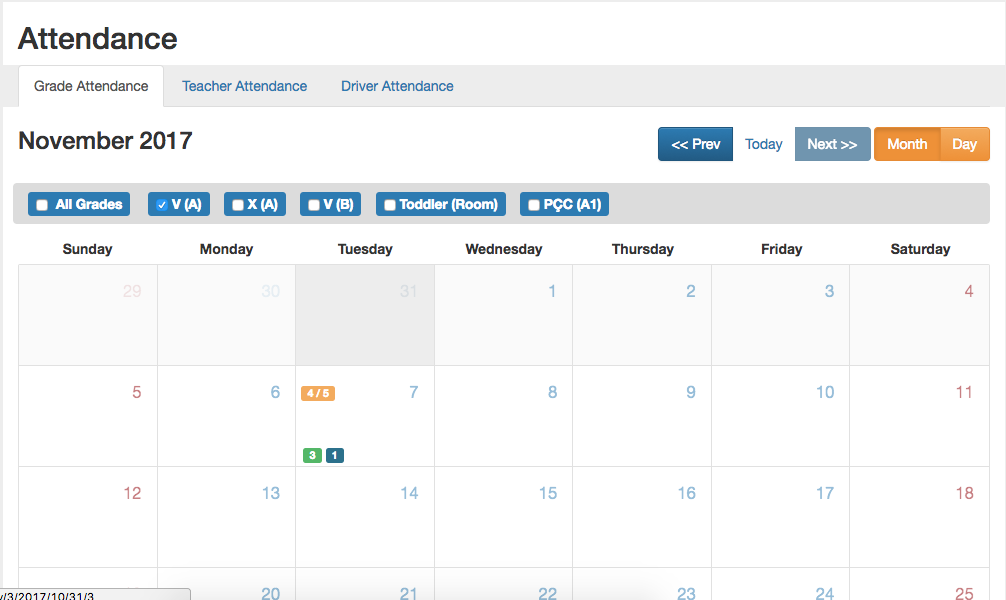 Attendance
Grade Attendance Teacher Attendance Driver Attendance
November 2017 << Prev Today Next >> Month Day
All Grades V (A) X (A) V (B) Toddler (Room) PÇC (A1)
Sunday Monday Tuesday Wednesday Thursday Friday Saturday
29 30 31 1 2 3 4
5 6 4 / 5 7 8 9 10 11
3 1
12 13 14 15 16 17 18
20 21 22 23 24 25
/3/2017/10/31/3